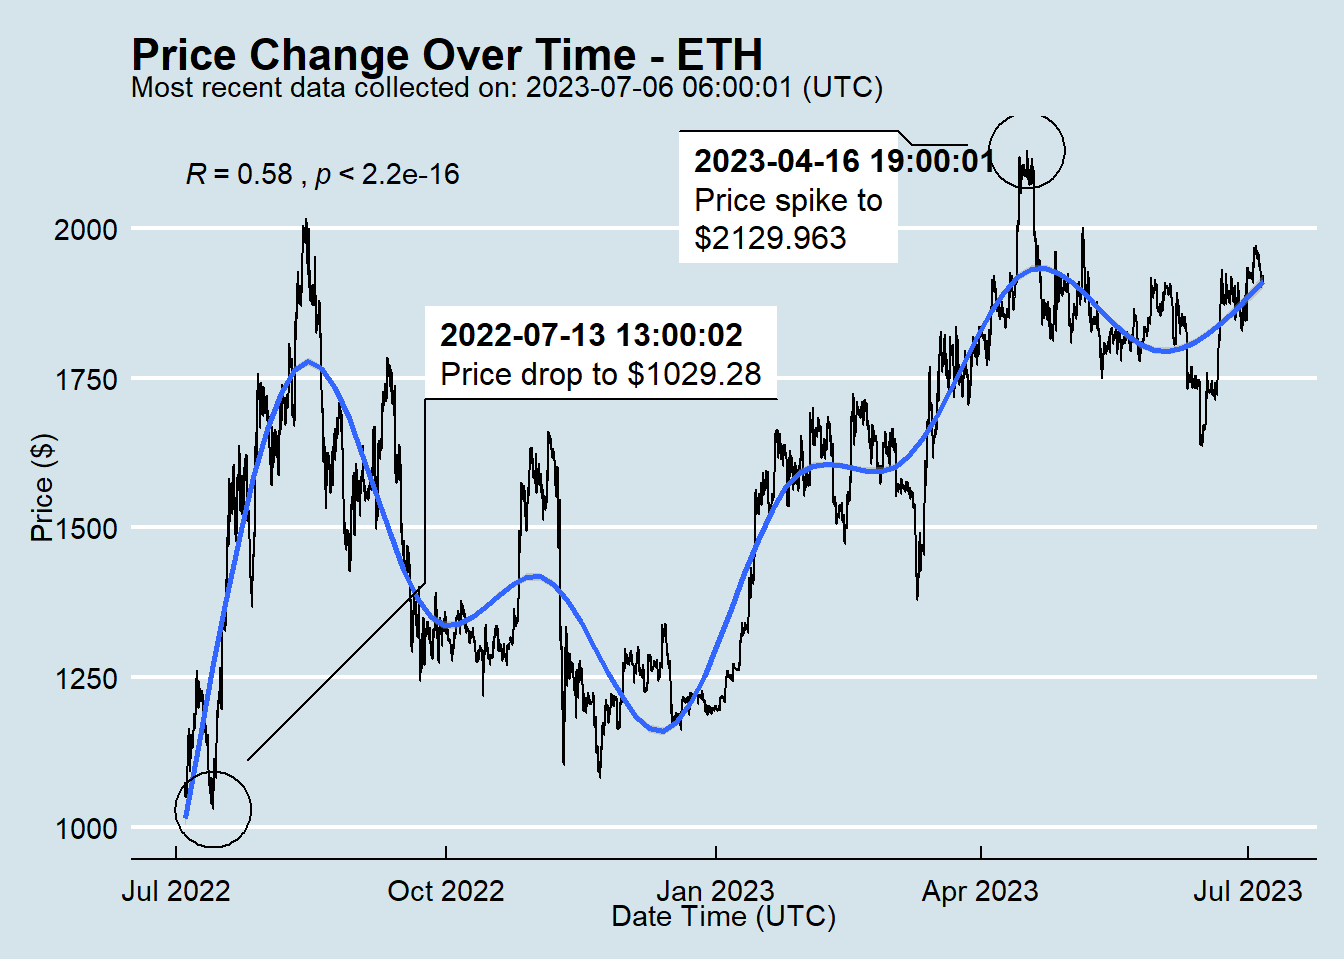 Price Change Over Time - ETH
Most recent data collected on: 2023-07-06 06:00:01 (UTC)
R = 0.58 , p < 2.2e-16
2023-04-16 19:00:01
Price spike to
$2129.963
2022-07-13 13:00:02
Price drop to $1029.28
Price ($)
2000
1750
1500
1250
1000
Jul 2022
Oct 2022
Jan 2023
Apr 2023
Jul 2023
Date Time (UTC)